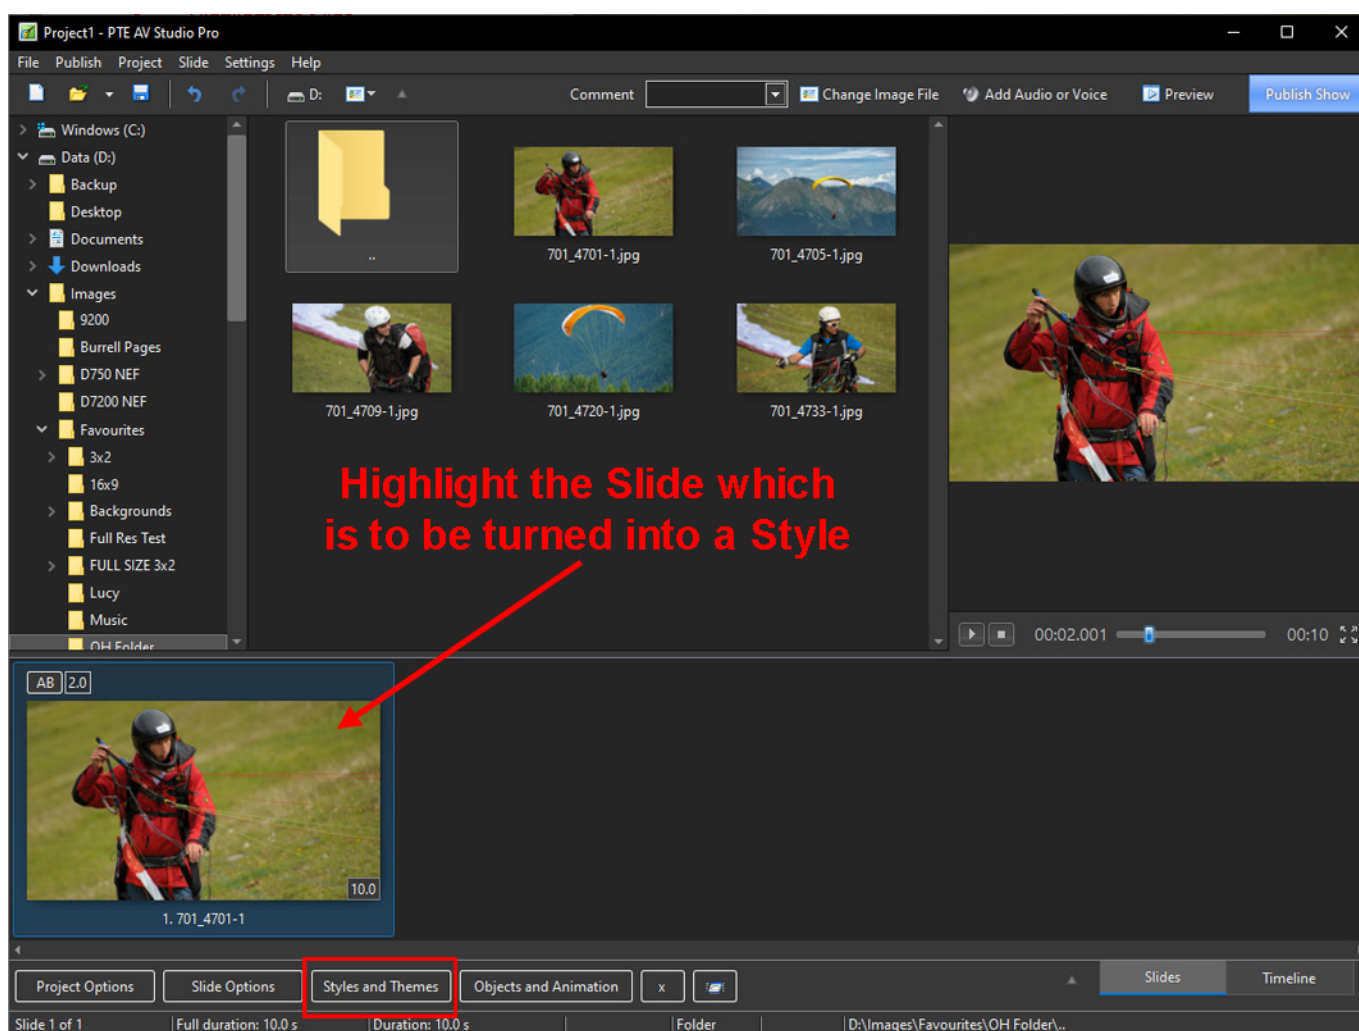 Project1 - PTE AV Studio Pro
File Publish Project Slide Settings Help
D: Comment Change Image File Add Audio or Voice Preview Publish Show
Windows (C:)
Data (D:)
Backup
Desktop
Documents
Downloads
Images
9200
Burrell Pages
D750 NEF
D7200 NEF
Favourites
3x2
16x9
Backgrounds
Full Res Test
FULL SIZE 3x2
Lucy
Music
OH Folder
..
701_4701-1.jpg
701_4705-1.jpg
701_4709-1.jpg
701_4720-1.jpg
701_4733-1.jpg
Highlight the Slide which
is to be turned into a Style
00:02.001 00:10
AB 2.0
10.0
1. 701_4701-1
Project Options Slide Options Styles and Themes Objects and Animation x Slides Timeline
Slide 1 of 1 Full duration: 10.0 s Duration: 10.0 s Folder D:\Images\Favourites\OH Folder\..